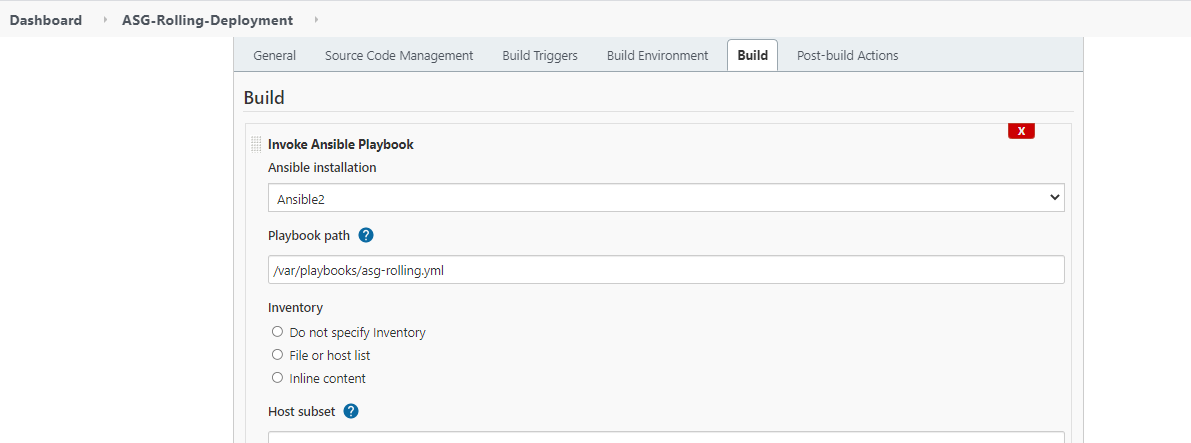 Dashboard ASG-Rolling-Deployment
General Source Code Management Build Triggers Build Environment Build Post-build Actions
Build
X
Invoke Ansible Playbook
Ansible installation
Ansible2
Playbook path ?
/var/playbooks/asg-rolling.yml
Inventory
Do not specify Inventory
File or host list
Inline content
Host subset ?